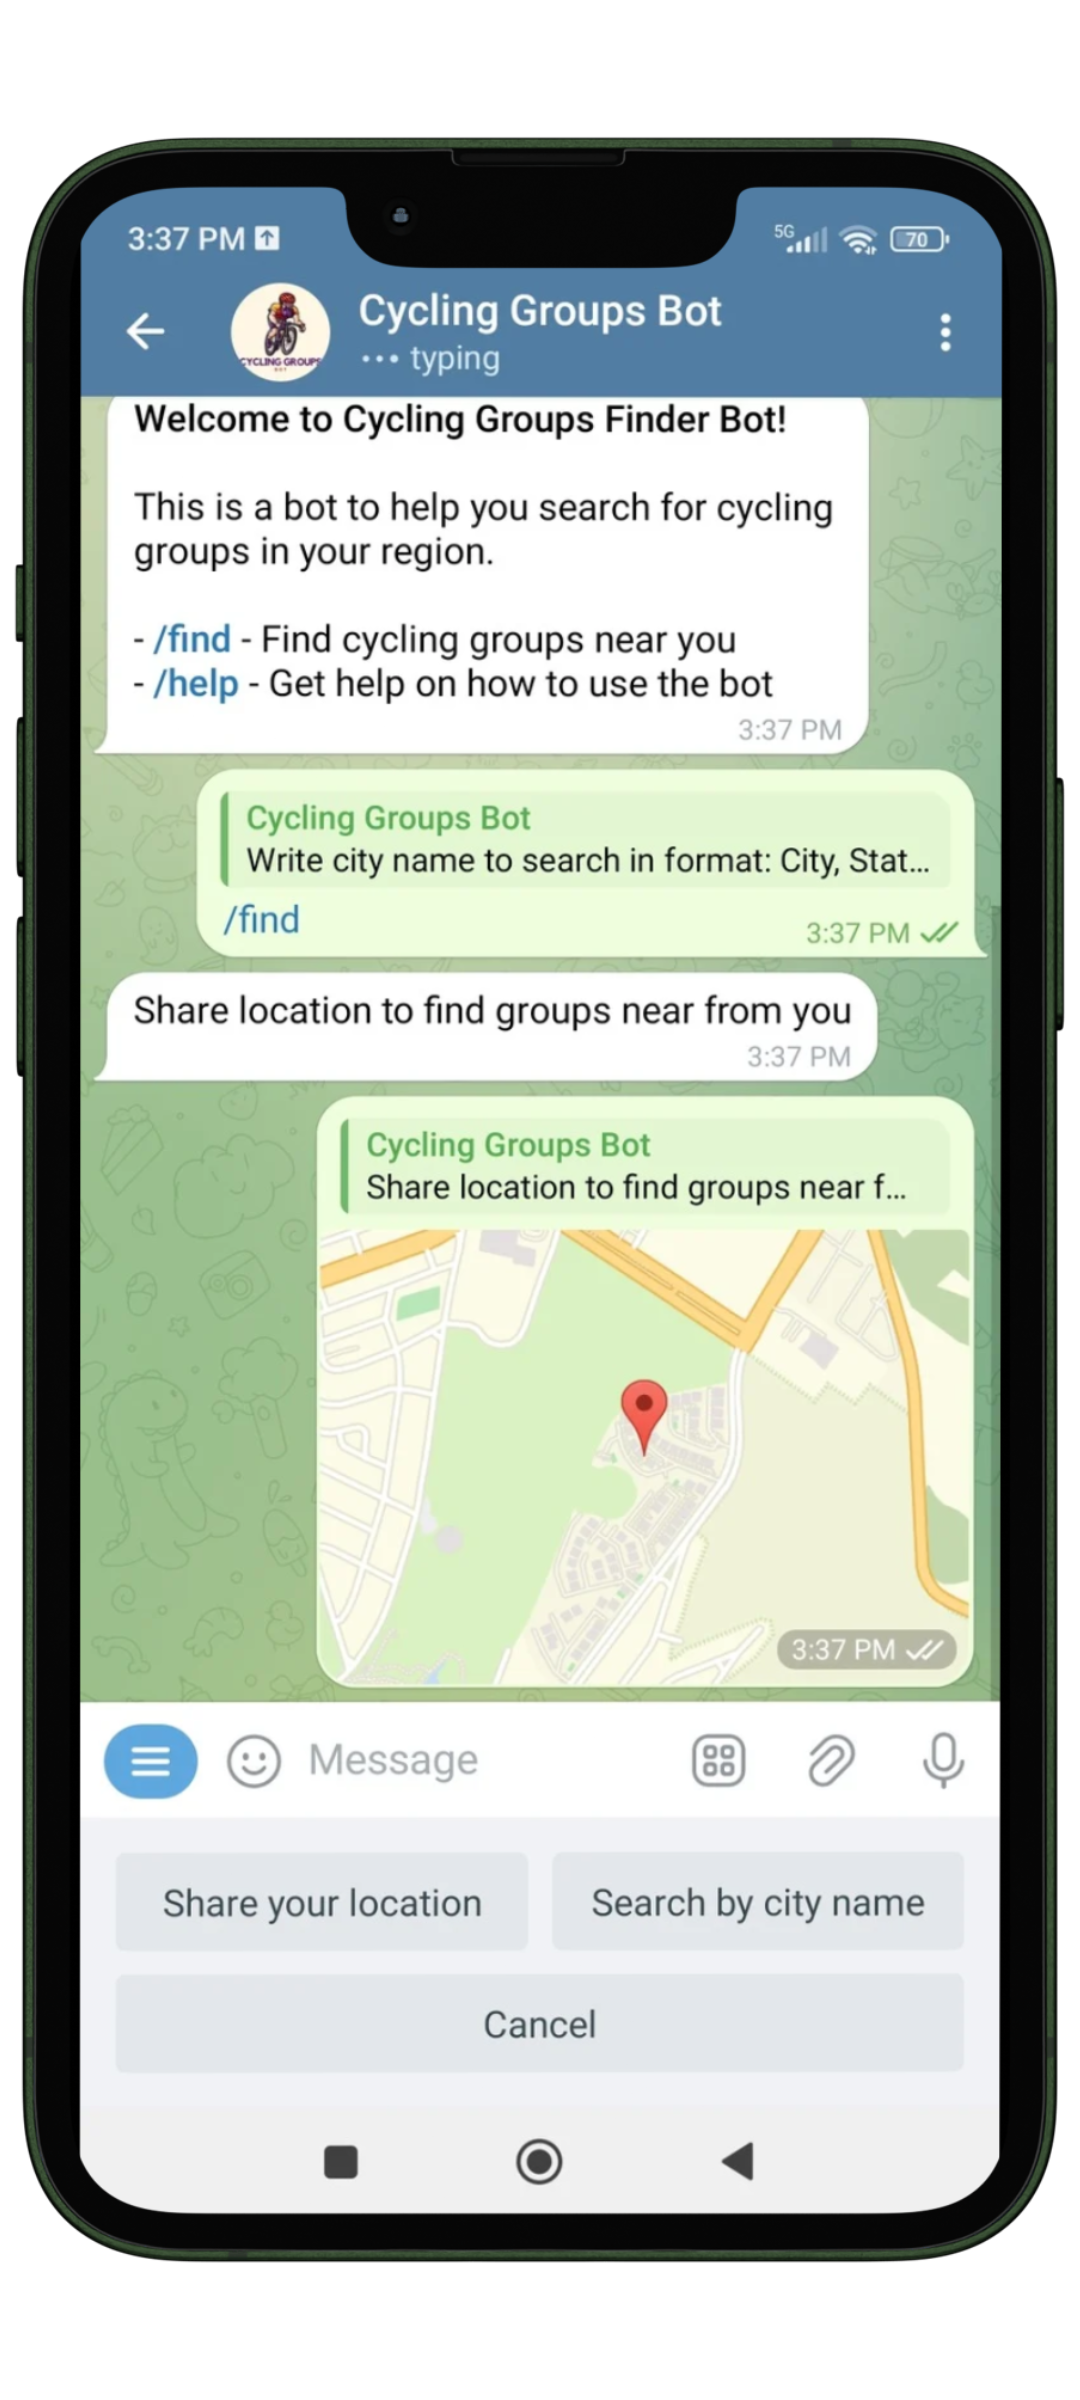 3:37 PM
5G
70
CYCLING GROUPS
BOT
Cycling Groups Bot
••• typing
Welcome to Cycling Groups Finder Bot!
This is a bot to help you search for cycling
groups in your region.
- /find - Find cycling groups near you
- /help - Get help on how to use the bot
3:37 PM
Cycling Groups Bot
Write city name to search in format: City, Stat...
/find
3:37 PM
Share location to find groups near from you
3:37 PM
Cycling Groups Bot
Share location to find groups near f...
3:37 PM
Message
Share your location
Search by city name
Cancel